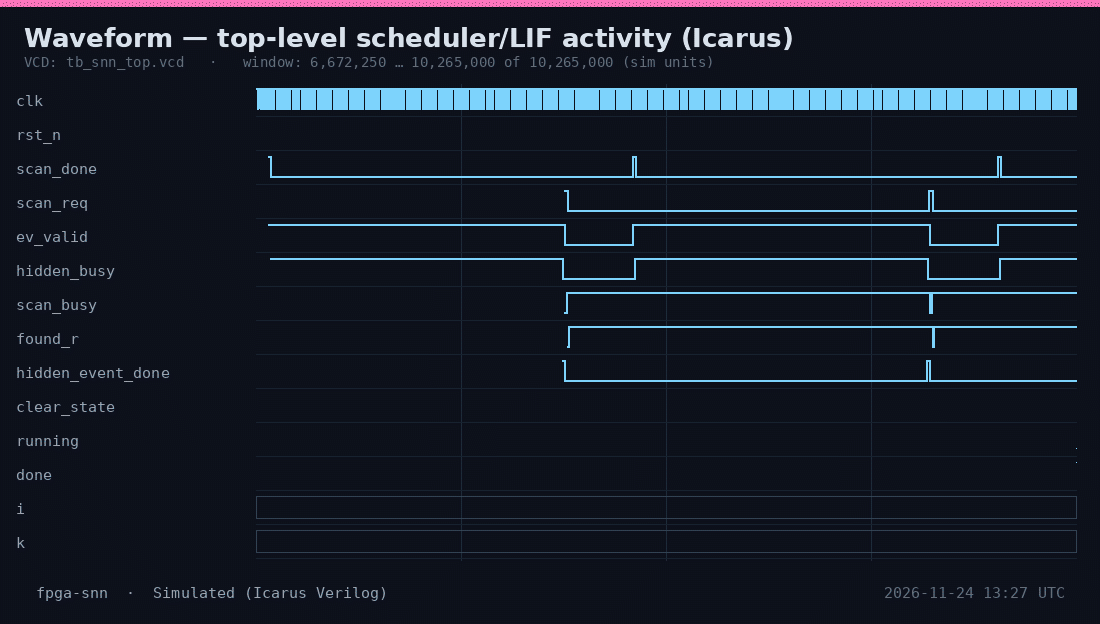 Waveform — top-level scheduler/LIF activity (Icarus)
VCD: tb_snn_top.vcd · window: 6,672,250 … 10,265,000 of 10,265,000 (sim units)
clk
rst_n
scan_done
scan_req
ev_valid
hidden_busy
scan_busy
found_r
hidden_event_done
clear_state
running
done
i
k
fpga-snn · Simulated (Icarus Verilog) 2026-11-24 13:27 UTC